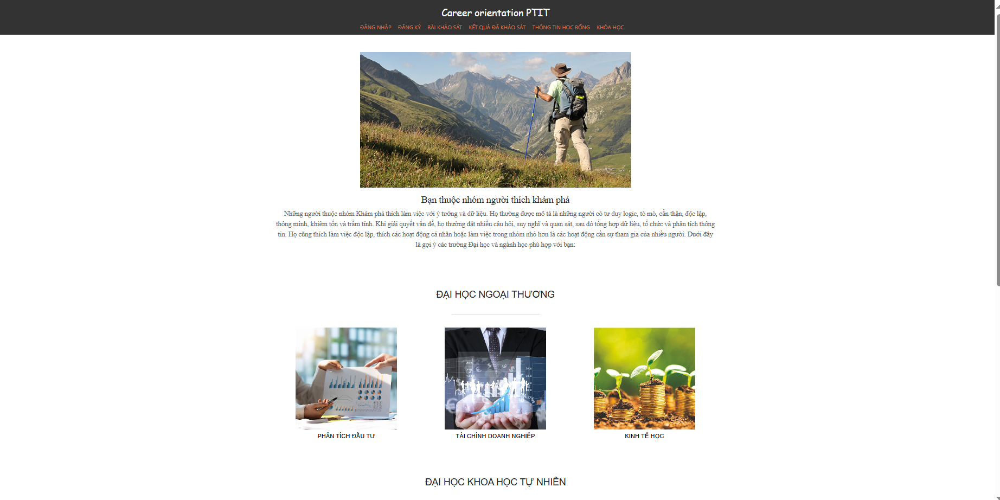 Career orientation PTIT
ĐĂNG NHẬP ĐĂNG KÝ BÀI KHẢO SÁT KẾT QUẢ ĐÃ KHẢO SÁT THÔNG TIN HỌC BỔNG KHÓA HỌC
Bạn thuộc nhóm người thích khám phá
Những người thuộc nhóm Khám phá thích làm việc với ý tưởng và dữ liệu. Họ thường được mô tả là những người có tư duy logic, tò mò, cẩn thận, độc lập,
thông minh, khiêm tốn và trầm tính. Khi giải quyết vấn đề, họ thường đặt nhiều câu hỏi, suy nghĩ và quan sát, sau đó tổng hợp dữ liệu, tổ chức và phân tích thông
tin. Họ cũng thích làm việc độc lập, thích các hoạt động cá nhân hoặc làm việc trong nhóm nhỏ hơn là các hoạt động cần sự tham gia của nhiều người. Dưới đây
là gợi ý các trường Đại học và ngành học phù hợp với bạn:
ĐẠI HỌC NGOẠI THƯƠNG
PHÂN TÍCH ĐẦU TƯ
TÀI CHÍNH DOANH NGHIỆP
KINH TẾ HỌC
ĐẠI HỌC KHOA HỌC TỰ NHIÊN